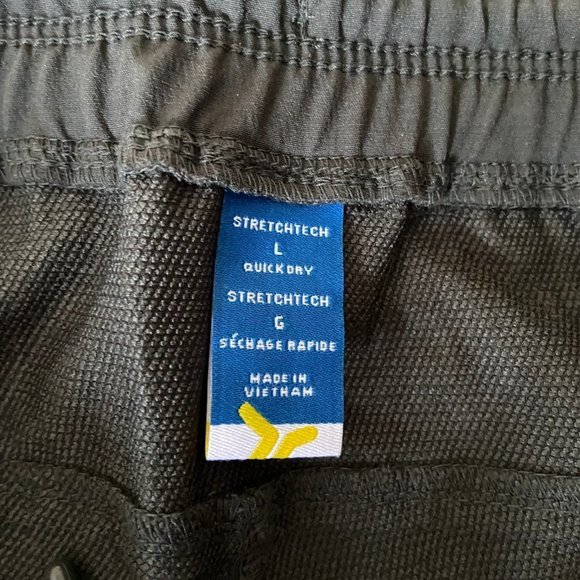 STRETCHTECH
L
QUICK DRY
STRETCHTECH
G
SÉCHAGE RAPIDE
MADE IN
VIETNAM